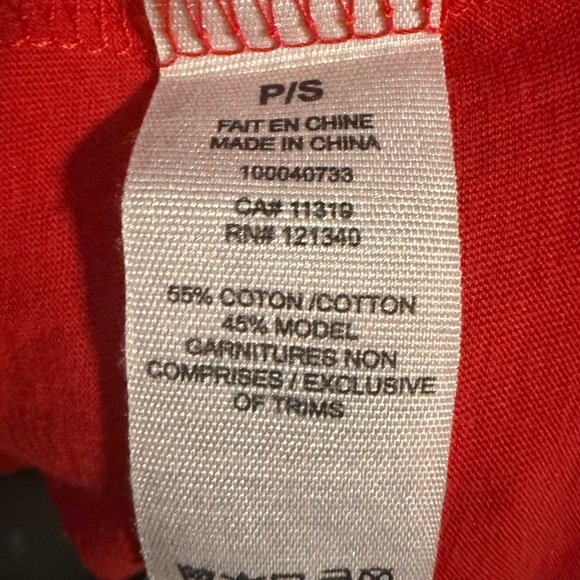 P/S
FAIT EN CHINE
MADE IN CHINA
100040733
CA# 11319
RN# 121340
55% COTON /COTTON
45% MODEL
GARNITURES NON
COMPRISES / EXCLUSIVE
OF TRIMS